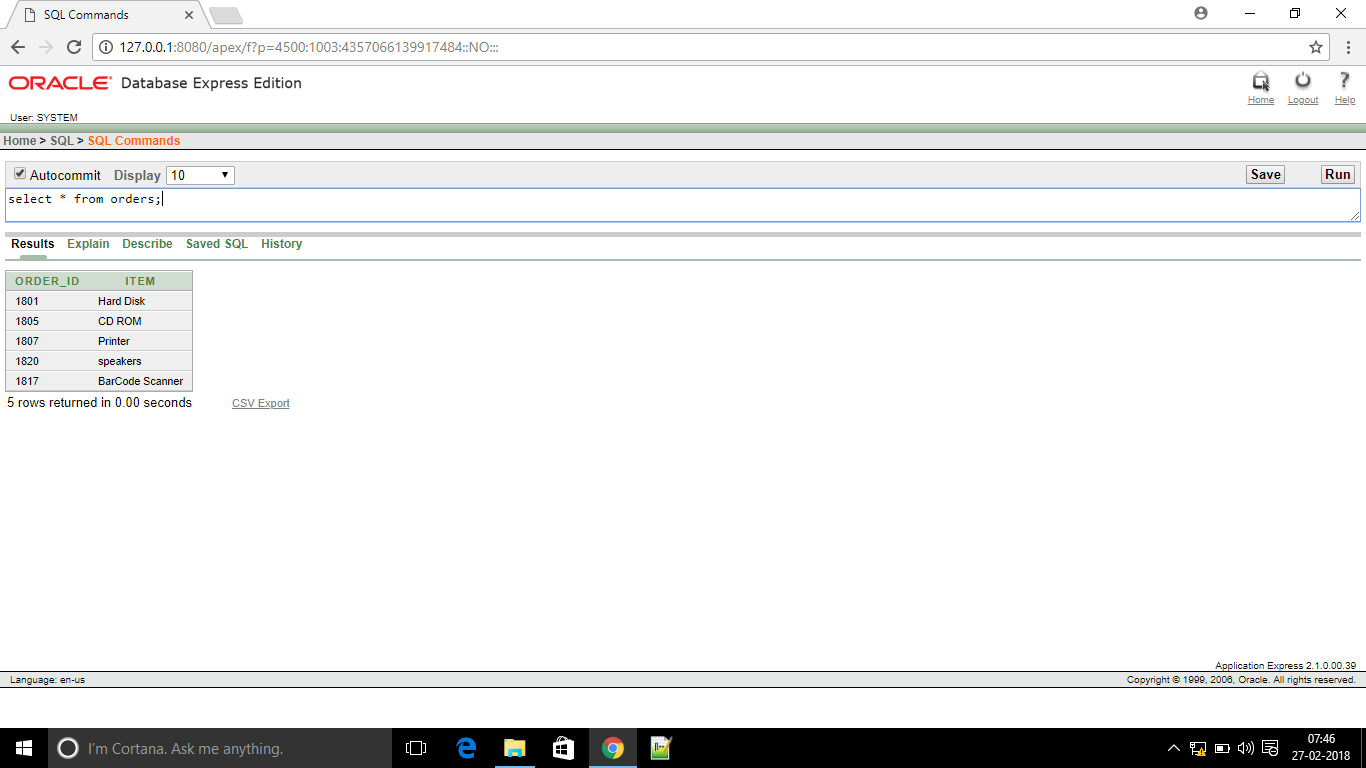 SQL Commands
127.0.0.1:8080/apex/f?p=4500:1003:4357066139917484::NO:::
ORACLE Database Express Edition
Home Logout Help
User: SYSTEM
Home > SQL > SQL Commands
Autocommit Display 10 Save Run
select * from orders;
Results Explain Describe Saved SQL History
ORDER_ID ITEM
1801 Hard Disk
1805 CD ROM
1807 Printer
1820 speakers
1817 BarCode Scanner
5 rows returned in 0.00 seconds CSV Export
Application Express 2.1.0.00.39
Language: en-us Copyright © 1999, 2006, Oracle. All rights reserved.
I'm Cortana. Ask me anything.
07:46
27-02-2018